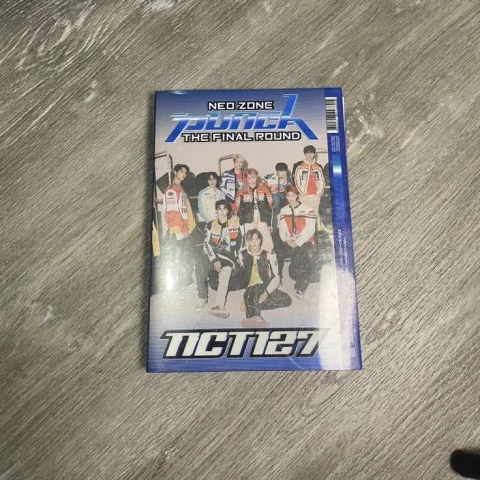 NEO ZONE
PUNCH
THE FINAL ROUND
NCT127